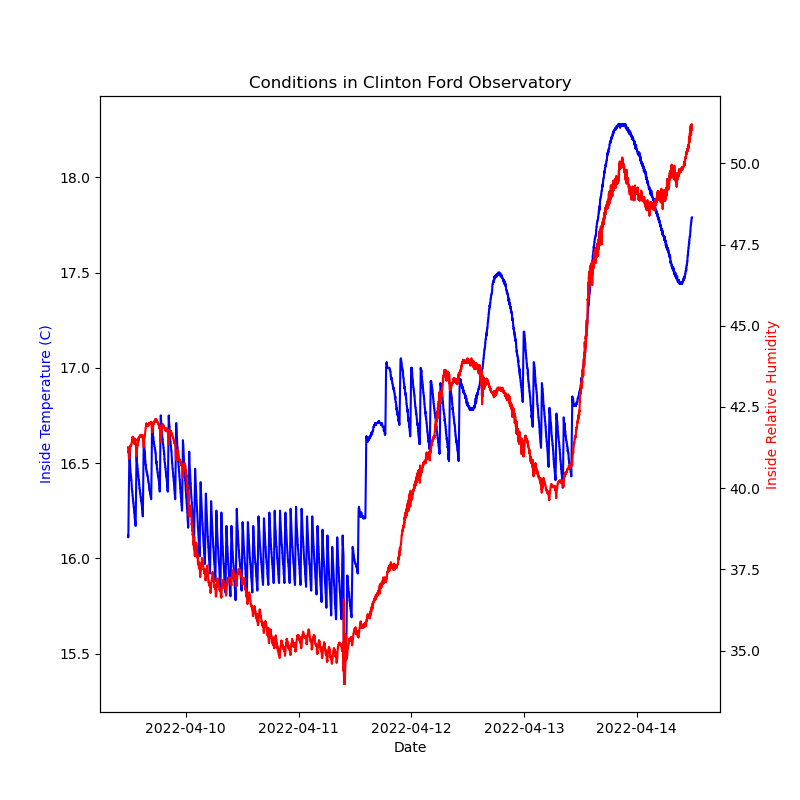 Conditions in Clinton Ford Observatory
Inside Temperature (C)
18.0
17.5
17.0
16.5
16.0
15.5
50.0
47.5
45.0
42.5
40.0
37.5
35.0
Inside Relative Humidity
2022-04-10 2022-04-11 2022-04-12 2022-04-13 2022-04-14
Date